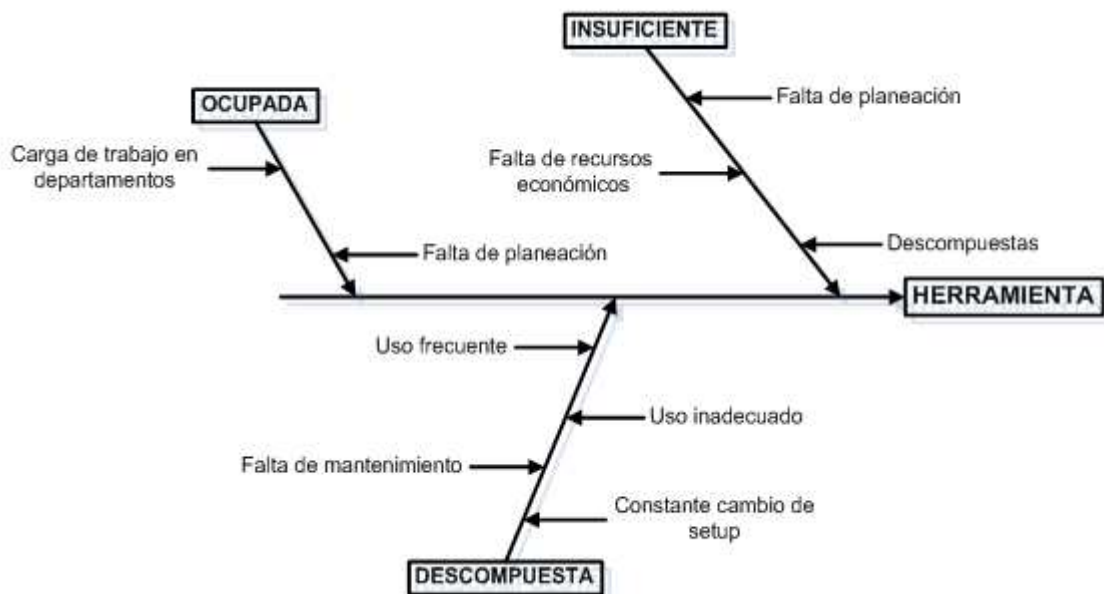 INSUFICIENTE
OCUPADA
Falta de planeación
Carga de trabajo en
departamentos
Falta de recursos
económicos
Falta de planeación
Descompuestas
HERRAMIENTA
Uso frecuente
Uso inadecuado
Falta de mantenimiento
Constante cambio de
setup
DESCOMPUESTA